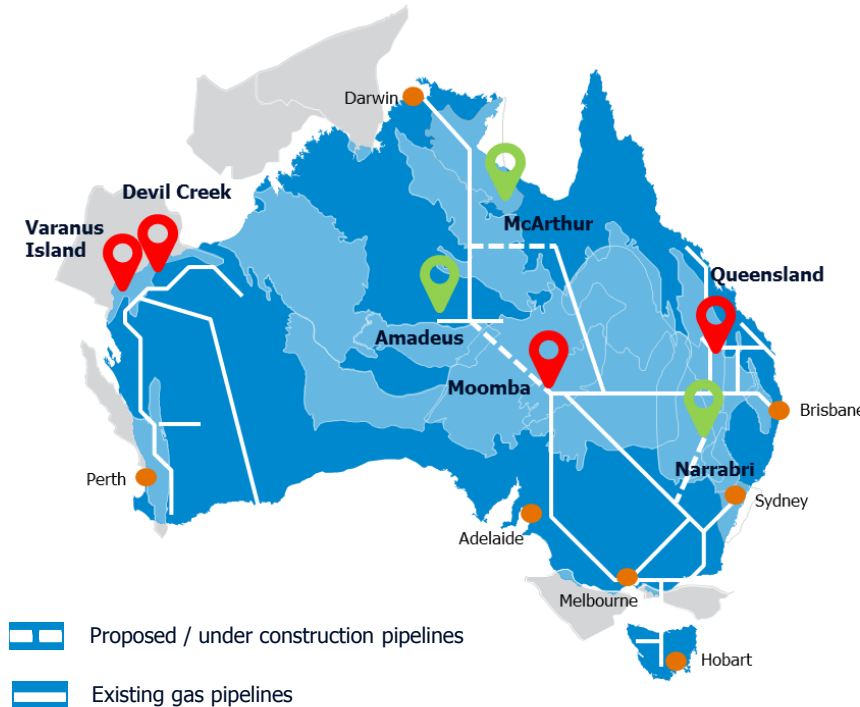 Darwin
Devil Creek
Varanus
Island
McArthur
Queensland
Amadeus
Moomba
Brisbane
Narrabri
Perth
Sydney
Adelaide
Melbourne
Proposed / under construction pipelines
Hobart
Existing gas pipelines